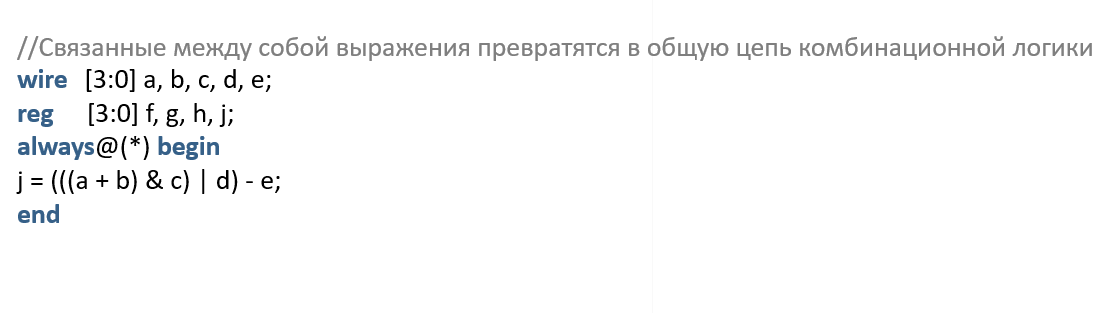 //Связанные между собой выражения превратятся в общую цепь комбинационной логики
wire [3:0] a, b, c, d, e;
reg [3:0] f, g, h, j;
always@(*) begin
j = (((a + b) & c) | d) - e;
end